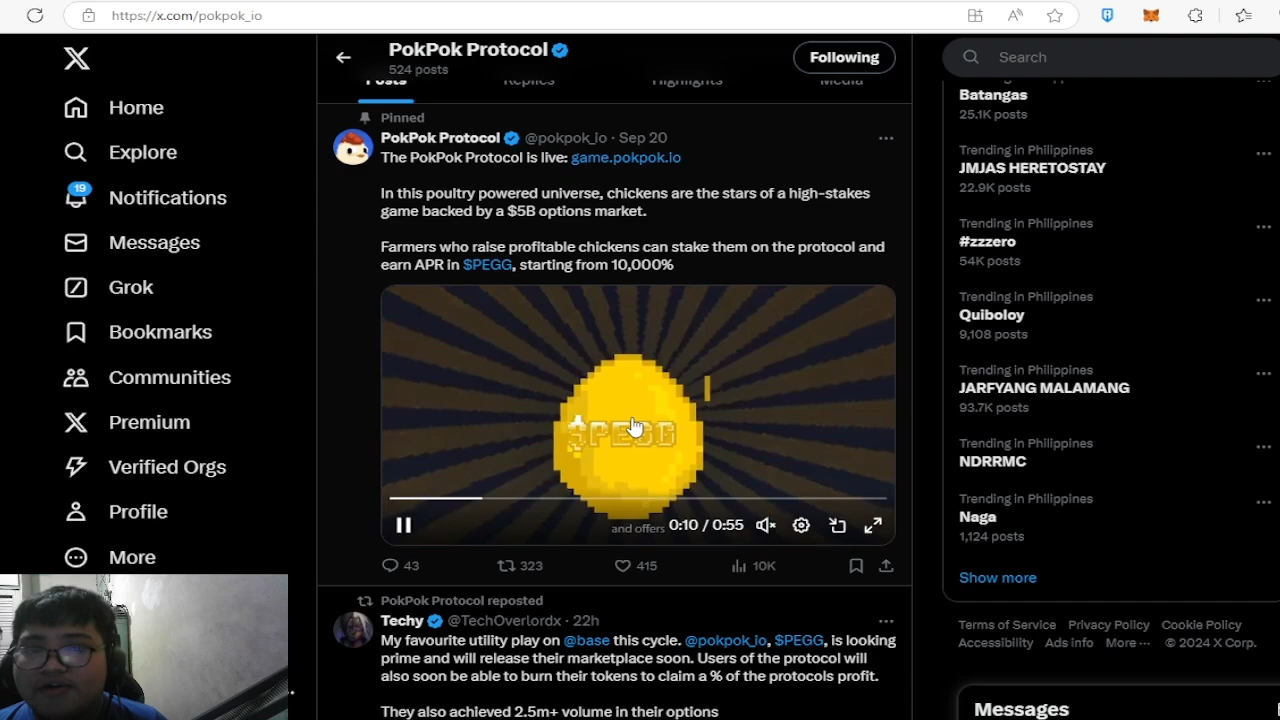 https://x.com/pokpok_io
PokPok Protocol
524 posts
Following
Posts Replies Highlights Media
Home
Explore
19
Notifications
Messages
Grok
Bookmarks
Communities
Premium
Verified Orgs
Profile
More
Pinned
PokPok Protocol @pokpok_io · Sep 20
The PokPok Protocol is live: game.pokpok.io
In this poultry powered universe, chickens are the stars of a high-stakes
game backed by a $5B options market.
Farmers who raise profitable chickens can stake them on the protocol and
earn APR in $PEGG, starting from 10,000%
$PEGG
and offers
0:10 / 0:55
43 323 415 10K
PokPok Protocol reposted
Techy @TechOverlordx · 22h
My favourite utility play on @base this cycle. @pokpok_io, $PEGG, is looking
prime and will release their marketplace soon. Users of the protocol will
also soon be able to burn their tokens to claim a % of the protocols profit.
They also achieved 2.5m+ volume in their options
Search
Batangas
25.1K posts
Trending in Philippines
JMJAS HERETOSTAY
22.9K posts
Trending in Philippines
#zzzero
54K posts
Trending in Philippines
Quiboloy
9,108 posts
Trending in Philippines
JARFYANG MALAMANG
93.7K posts
Trending in Philippines
NDRRMC
Trending in Philippines
Naga
1,124 posts
Show more
Terms of Service Privacy Policy Cookie Policy
Accessibility Ads info More ··· © 2024 X Corp.
Messages